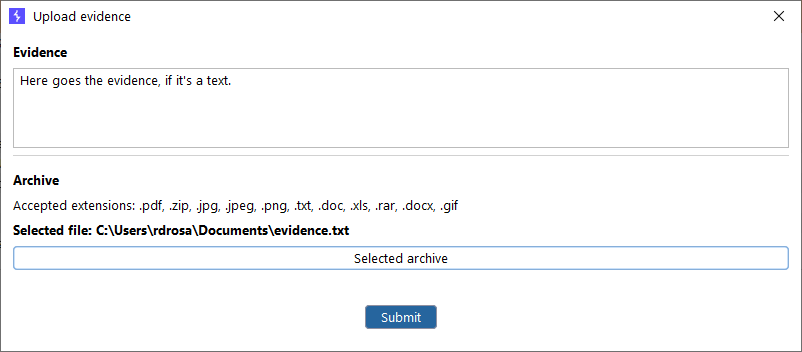 Upload evidence
Evidence
Here goes the evidence, if it's a text.
Archive
Accepted extensions: .pdf, .zip, .jpg, .jpeg, .png, .txt, .doc, .xls, .rar, .docx, .gif
Selected file: C:\Users\rdrosa\Documents\evidence.txt
Selected archive
Submit